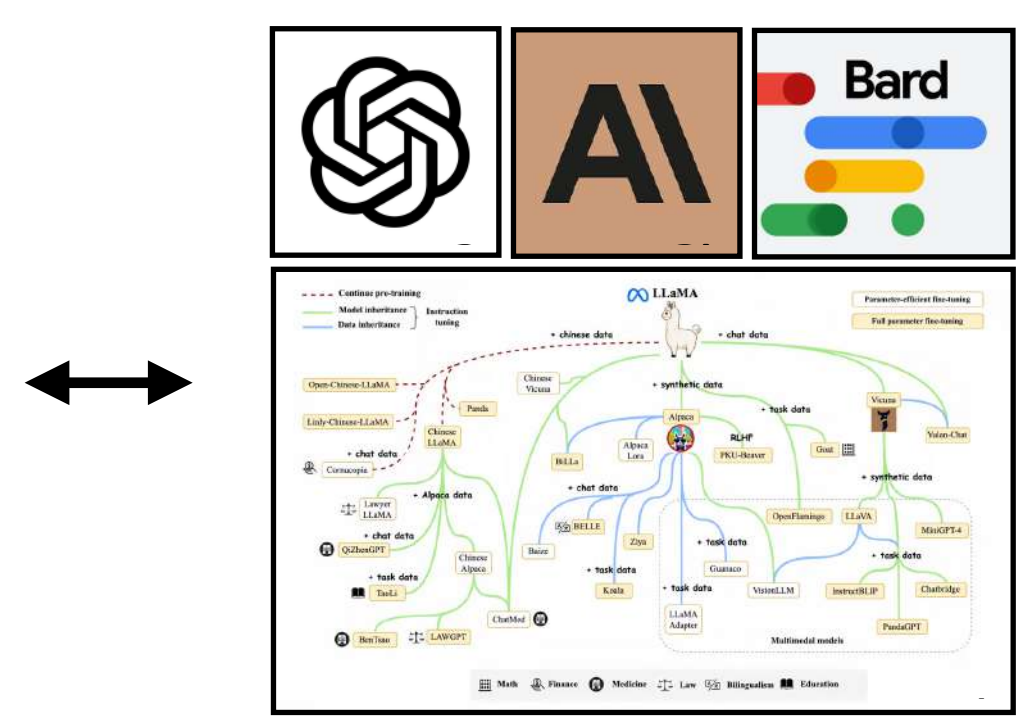 AI
Bard
Continue pre-training
Model inheritance
Data inheritance
Instruction
tuning
LLaMA
Parameter-efficient fine-tuning
Full parameter fine-tuning
+ chinese data
+ chat data
Open-Chinese-LLaMA
Linly-Chinese-LLaMA
Panda
Chinese
LLaMA
+ chat data
Cornucopia
Chinese
Vicuna
+ synthetic data
Alpaca
+ task data
Vicuna
Yulan-Chat
Goat
RLHF
PKU-Beaver
Alpaca
Lora
BiLLa
+ Alpaca data
+ chat data
+ synthetic data
Lawyer
LLaMA
+ chat data
QiZhenGPT
+ task data
TaoLi
Chinese
Alpaca
BELLE
Baize
Ziya
OpenFlamingo
LLaVA
MiniGPT-4
+ task data
Koala
+ task data
Guanaco
+ task data
LLaMA
Adapter
VisionLLM
+ task data
InstructBLIP
Chatbridge
PandaGPT
ChatMed
BenTsao
LAWGPT
Multimodal models
Math
Finance
Medicine
Law
Bilingualism
Education